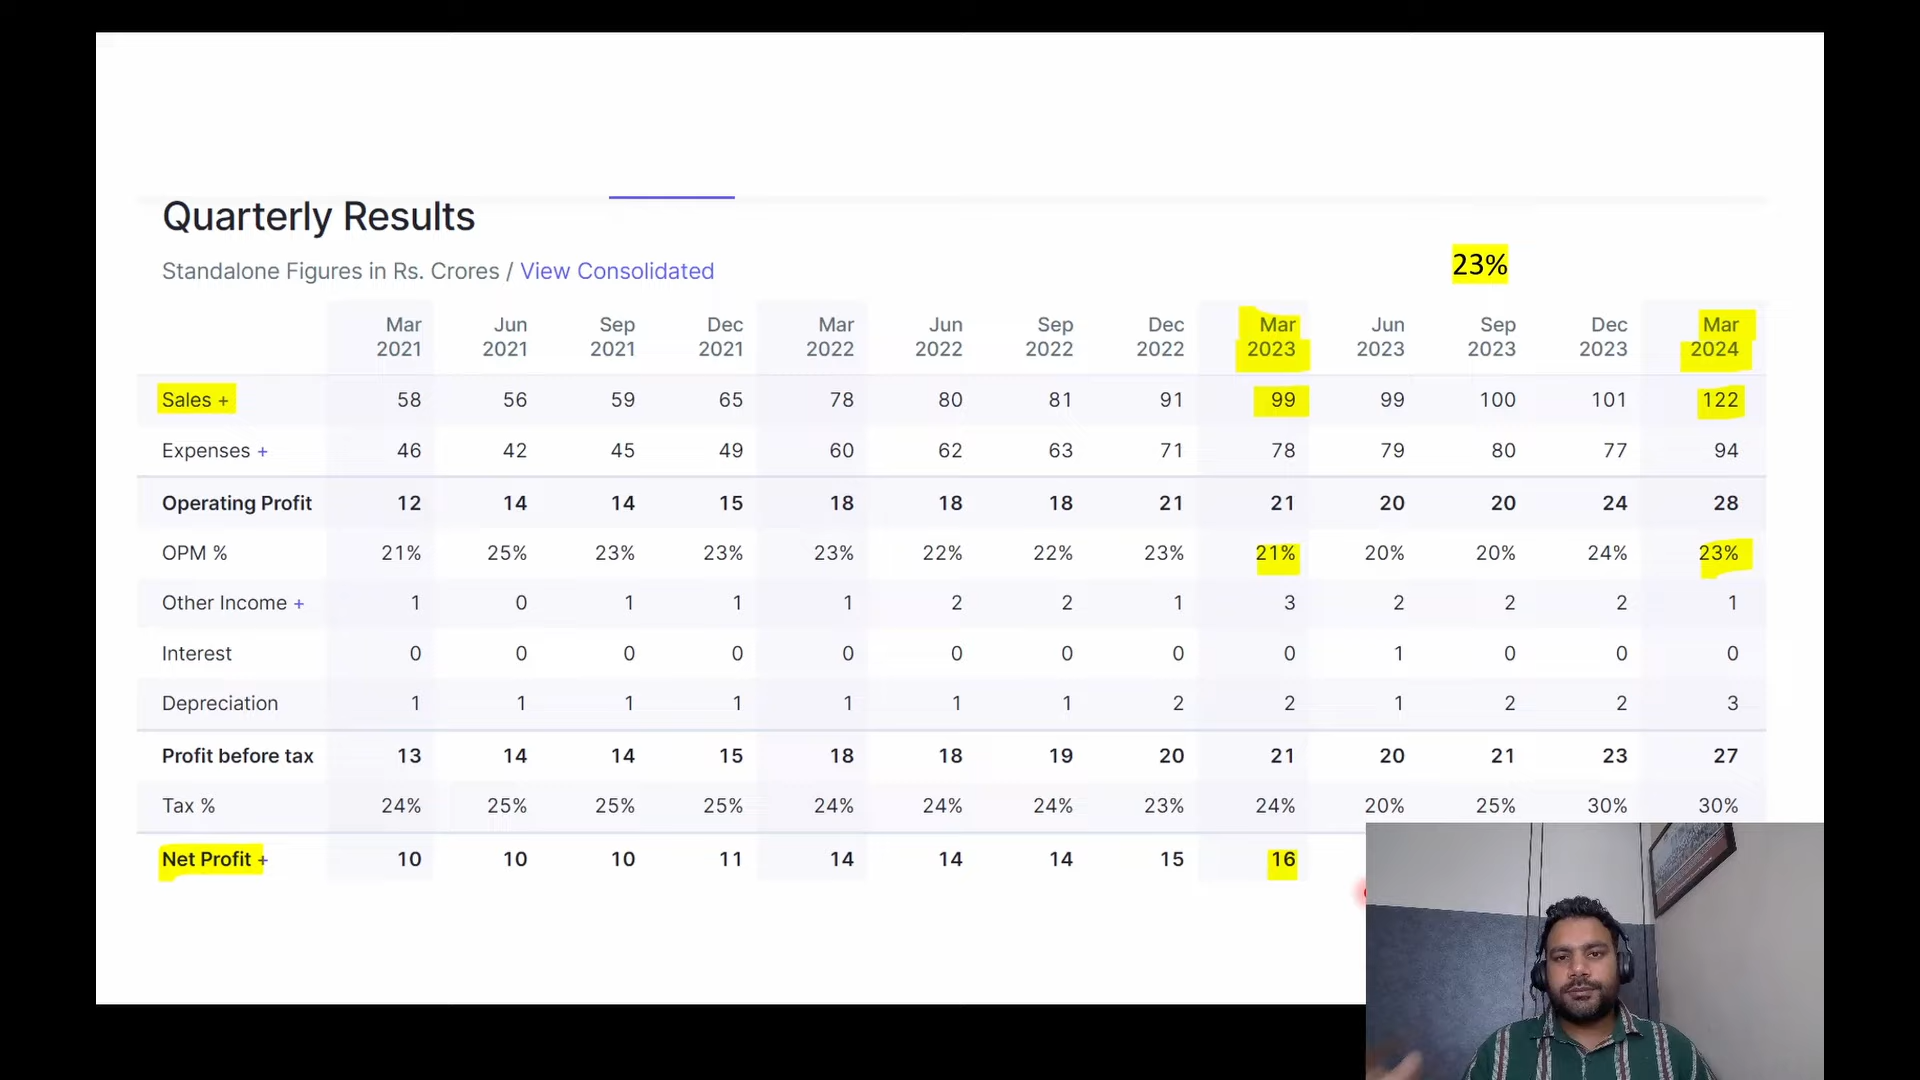 Quarterly Results
Standalone Figures in Rs. Crores / View Consolidated
23%
Mar 2021 Jun 2021 Sep 2021 Dec 2021 Mar 2022 Jun 2022 Sep 2022 Dec 2022 Mar 2023 Jun 2023 Sep 2023 Dec 2023 Mar 2024
Sales + 58 56 59 65 78 80 81 91 99 99 100 101 122
Expenses + 46 42 45 49 60 62 63 71 78 79 80 77 94
Operating Profit 12 14 14 15 18 18 18 21 21 20 20 24 28
OPM % 21% 25% 23% 23% 23% 22% 22% 23% 21% 20% 20% 24% 23%
Other Income + 1 0 1 1 1 2 2 1 3 2 2 2 1
Interest 0 0 0 0 0 0 0 0 0 1 0 0 0
Depreciation 1 1 1 1 1 1 1 2 2 1 2 2 3
Profit before tax 13 14 14 15 18 18 19 20 21 20 21 23 27
Tax % 24% 25% 25% 25% 24% 24% 24% 23% 24% 20% 25% 30% 30%
Net Profit + 10 10 10 11 14 14 14 15 16